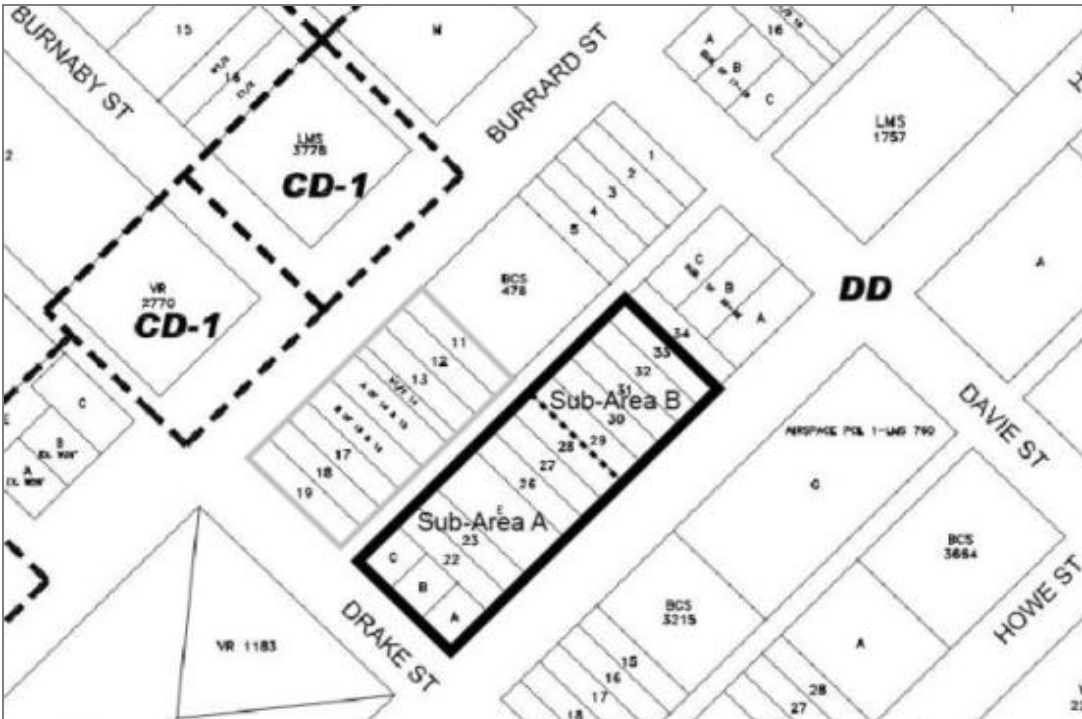 BURNABY ST
15
M
BURRARD ST
A
B
C
16
LMS
3778
CD-1
LMS
1757
1
2
3
4
5
2
VR
2770
CD-1
BCS
478
C
B
A
DD
A
11
12
13
17
18
19
34
33
32
31
30
Sub-Area B
29
28
27
26
E
Sub-Area A
23
22
C
B
A
C
B
A
E
AIRSPACE PCL 1-LMS 760
G
DAVIE ST
BCS
3664
HOWE ST
BCS
3215
A
VR 1183
DRAKE ST
15
16
17
18
28
27